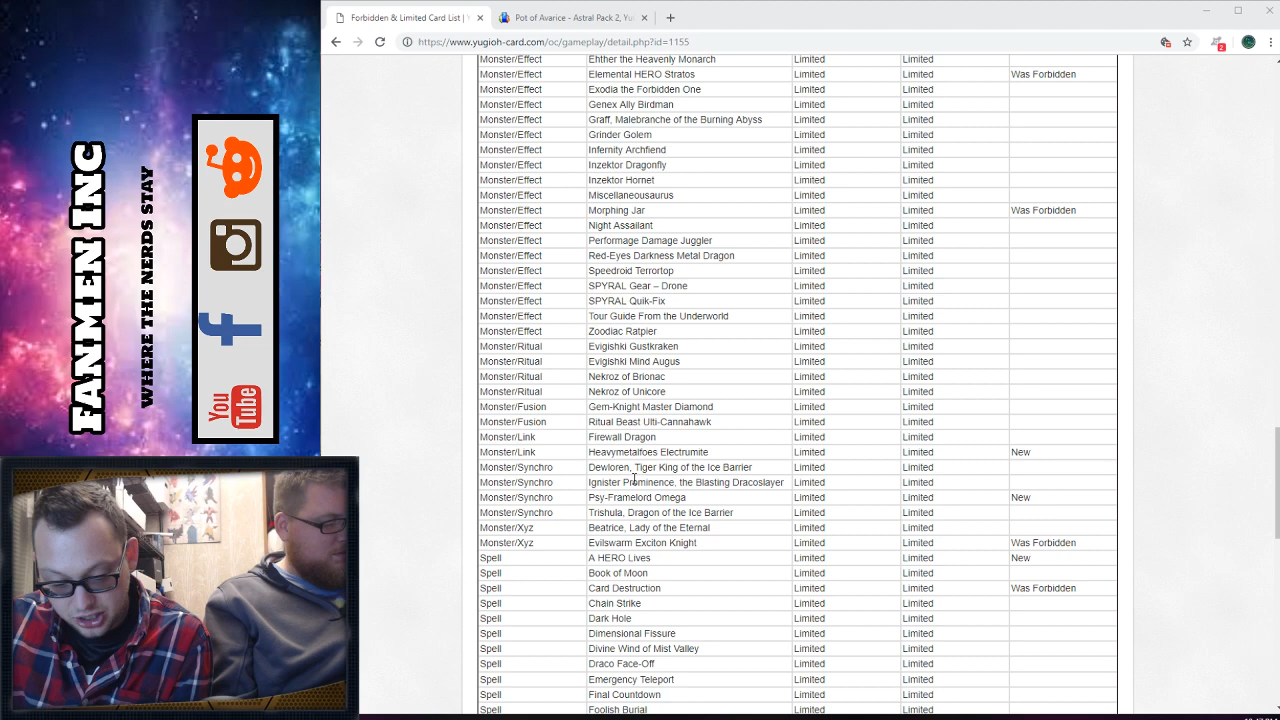 FANMEN INC
WHERE THE NERDS STAY
You Tube
Forbidden & Limited Card List | Y
Pot of Avarice - Astral Pack 2, Yu
https://www.yugioh-card.com/oc/gameplay/detail.php?id=1155
2
Monster/Effect Ehther the Heavenly Monarch Limited Limited
Monster/Effect Elemental HERO Stratos Limited Limited Was Forbidden
Monster/Effect Exodia the Forbidden One Limited Limited
Monster/Effect Genex Ally Birdman Limited Limited
Monster/Effect Graff, Malebranche of the Burning Abyss Limited Limited
Monster/Effect Grinder Golem Limited Limited
Monster/Effect Infernity Archfiend Limited Limited
Monster/Effect Inzektor Dragonfly Limited Limited
Monster/Effect Inzektor Hornet Limited Limited
Monster/Effect Miscellaneousaurus Limited Limited
Monster/Effect Morphing Jar Limited Limited Was Forbidden
Monster/Effect Night Assailant Limited Limited
Monster/Effect Performage Damage Juggler Limited Limited
Monster/Effect Red-Eyes Darkness Metal Dragon Limited Limited
Monster/Effect Speedroid Terrortop Limited Limited
Monster/Effect SPYRAL Gear – Drone Limited Limited
Monster/Effect SPYRAL Quik-Fix Limited Limited
Monster/Effect Tour Guide From the Underworld Limited Limited
Monster/Effect Zoodiac Ratpier Limited Limited
Monster/Ritual Evigishki Gustkraken Limited Limited
Monster/Ritual Evigishki Mind Augus Limited Limited
Monster/Ritual Nekroz of Brionac Limited Limited
Monster/Ritual Nekroz of Unicore Limited Limited
Monster/Fusion Gem-Knight Master Diamond Limited Limited
Monster/Fusion Ritual Beast Ulti-Cannahawk Limited Limited
Monster/Link Firewall Dragon Limited Limited
Monster/Link Heavymetalfoes Electrumite Limited Limited New
Monster/Synchro Dewloren, Tiger King of the Ice Barrier Limited Limited
Monster/Synchro Ignister Prominence, the Blasting Dracoslayer Limited Limited
Monster/Synchro Psy-Framelord Omega Limited Limited New
Monster/Synchro Trishula, Dragon of the Ice Barrier Limited Limited
Monster/Xyz Beatrice, Lady of the Eternal Limited Limited
Monster/Xyz Evilswarm Exciton Knight Limited Limited Was Forbidden
Spell A HERO Lives Limited Limited New
Spell Book of Moon Limited Limited
Spell Card Destruction Limited Limited Was Forbidden
Spell Chain Strike Limited Limited
Spell Dark Hole Limited Limited
Spell Dimensional Fissure Limited Limited
Spell Divine Wind of Mist Valley Limited Limited
Spell Draco Face-Off Limited Limited
Spell Emergency Teleport Limited Limited
Spell Final Countdown Limited Limited
Spell Foolish Burial Limited Limited